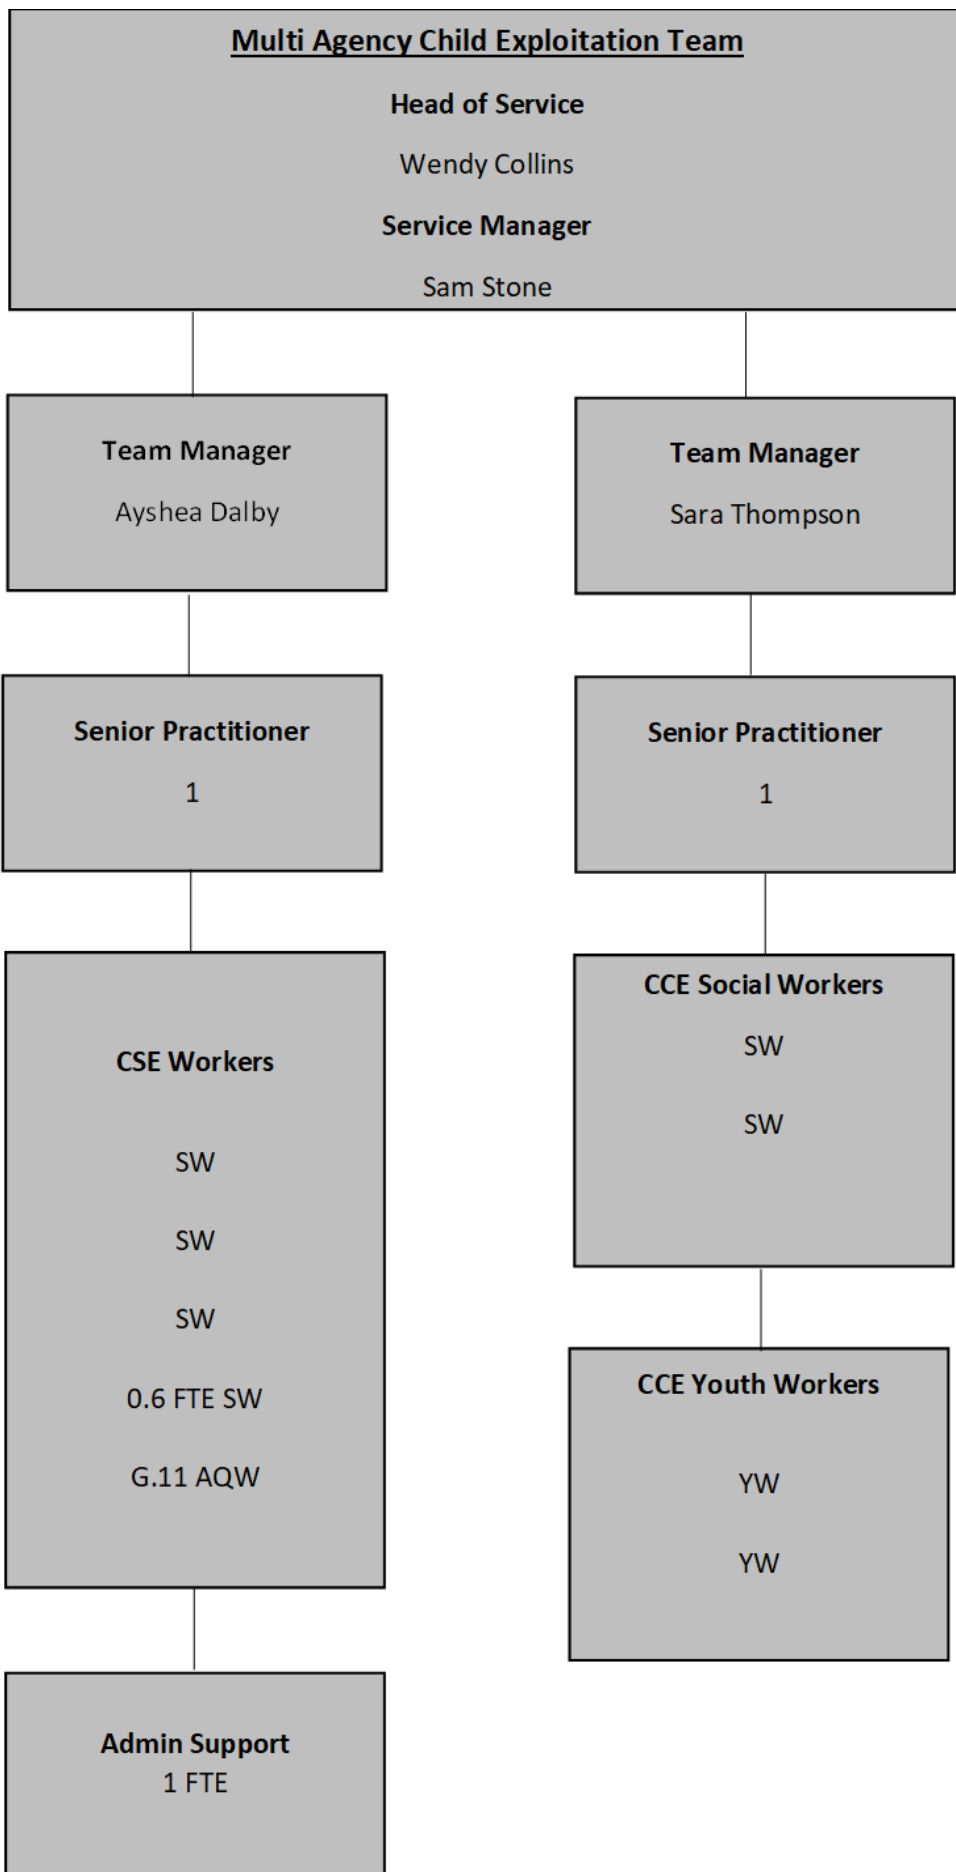 Multi Agency Child Exploitation Team
Head of Service
Wendy Collins
Service Manager
Sam Stone
Team Manager
Ayshea Dalby
Team Manager
Sara Thompson
Senior Practitioner
1
Senior Practitioner
1
CSE Workers
SW
SW
SW
0.6 FTE SW
G.11 AQW
CCE Social Workers
SW
SW
CCE Youth Workers
YW
YW
Admin Support
1 FTE